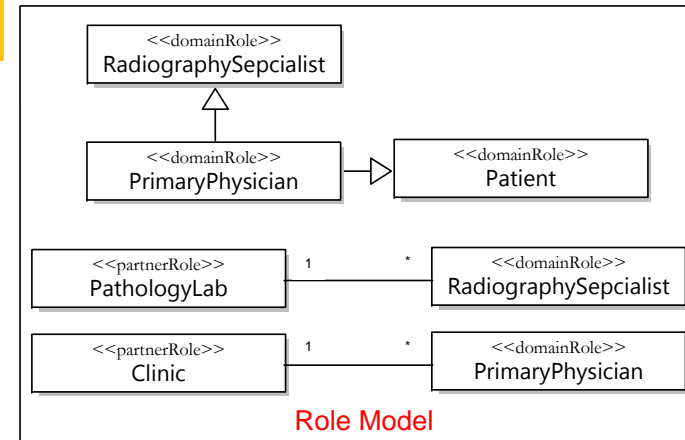 <<domainRole>>
RadiographySepcialist
<<domainRole>>
PrimaryPhysician
<<domainRole>>
Patient
<<partnerRole>>
PathologyLab
1
*
<<domainRole>>
RadiographySepcialist
<<partnerRole>>
Clinic
1
*
<<domainRole>>
PrimaryPhysician
Role Model